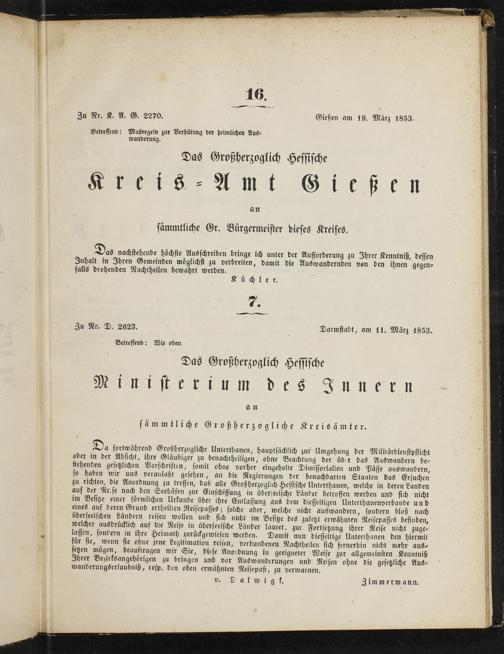 16.
Zu Nr. K. A. G. 2270. Gießen am 19. März 1853.
Betreffend: Maßregeln zur Verhütung der heimlichen Aus-
wanderung.
Das Großherzoglich Hessische
Kreis-Amt Gießen
an
sämmtliche Gr. Bürgermeister dieses Kreises.
Das nachstehende höchste Ausschreiben bringe ich unter der Aufforderung zu Ihrer Kenntniß, dessen
Inhalt in Ihren Gemeinden möglichst zu verbreiten, damit die Auswandernden von den ihnen gegen-
falls drohenden Nachtheilen bewahrt werden.
Küchler.
7.
Zu Nr. D. 2623. Darmstadt, am 11. März 1853.
Betreffend: Wie oben.
Das Großherzoglich Hessische
Ministerium des Innern
an
sämmtliche Großherzogliche Kreisämter.
Da fortwährend Großherzogliche Unterthanen, hauptsächlich zur Umgehung der Militärdienstpflicht
oder in der Absicht, ihre Gläubiger zu benachtheiligen, ohne Beachtung der über das Auswandern be-
stehenden gesetzlichen Vorschriften, somit ohne vorher eingeholte Dimissorialien und Pässe auswandern,
so haben wir uns veranlaßt gesehen, an die Regierungen der benachbarten Staaten das Ersuchen
zu richten, die Anordnung zu treffen, daß alle Großherzoglich Hessische Unterthanen, welche in deren Landen
auf der Reise nach den Seehäfen zur Einschiffung in überseeische Länder betroffen werden und sich nicht
im Besitze einer förmlichen Urkunde über ihre Entlassung aus dem diesseitigen Unterthanenverbande und
eines auf deren Grund ertheilten Reisepasses; solche aber, welche nicht auswandern, sondern bloß nach
überseeischen Ländern reisen wollen und sich nicht im Besitze des zuletzt erwähnten Reisepasses befinden,
welcher ausdrücklich auf die Reise in überseeische Länder lautet, zur Fortsetzung ihrer Reise nicht zuge-
lassen, sondern in ihre Heimath zurückgewiesen werden. Damit nun diesseitige Unterthanen den hiermit
für sie, wenn sie ohne jene Legitimation reisen, verbundenen Nachtheilen sich fernerhin nicht mehr aus-
setzen mögen, beauftragen wir Sie, diese Anordnung in geeigneter Weise zur allgemeinsten Kenntniß
Ihrer Bezirksangehörigen zu bringen und vor Auswanderungen und Reisen ohne die gesetzliche Aus-
wanderungserlaubniß, resp. den oben erwähnten Reisepaß, zu verwarnen.
v. Dalwigk. Zimmermann.